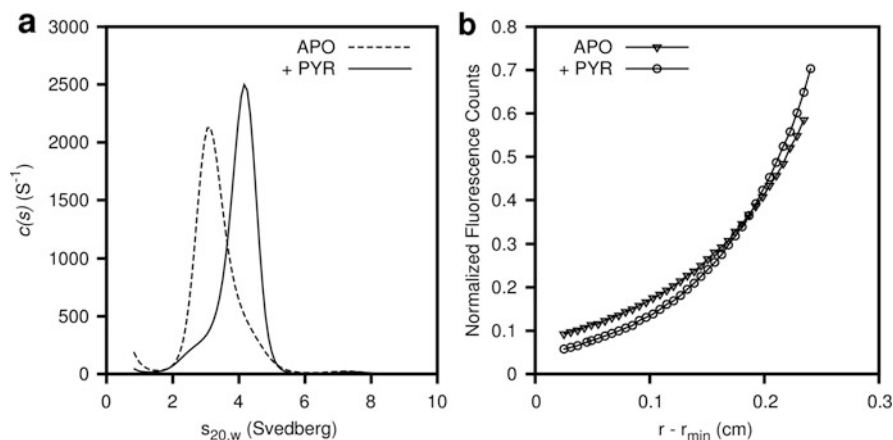 a
3000
2500
2000
1500
1000
500
0
c(s) (S⁻¹)
APO
+ PYR
0 2 4 6 8 10
s₂₀,w (Svedberg)
b
0.8
0.7
0.6
0.5
0.4
0.3
0.2
0.1
0
Normalized Fluorescence Counts
APO
+ PYR
0 0.1 0.2 0.3
r - rmin (cm)